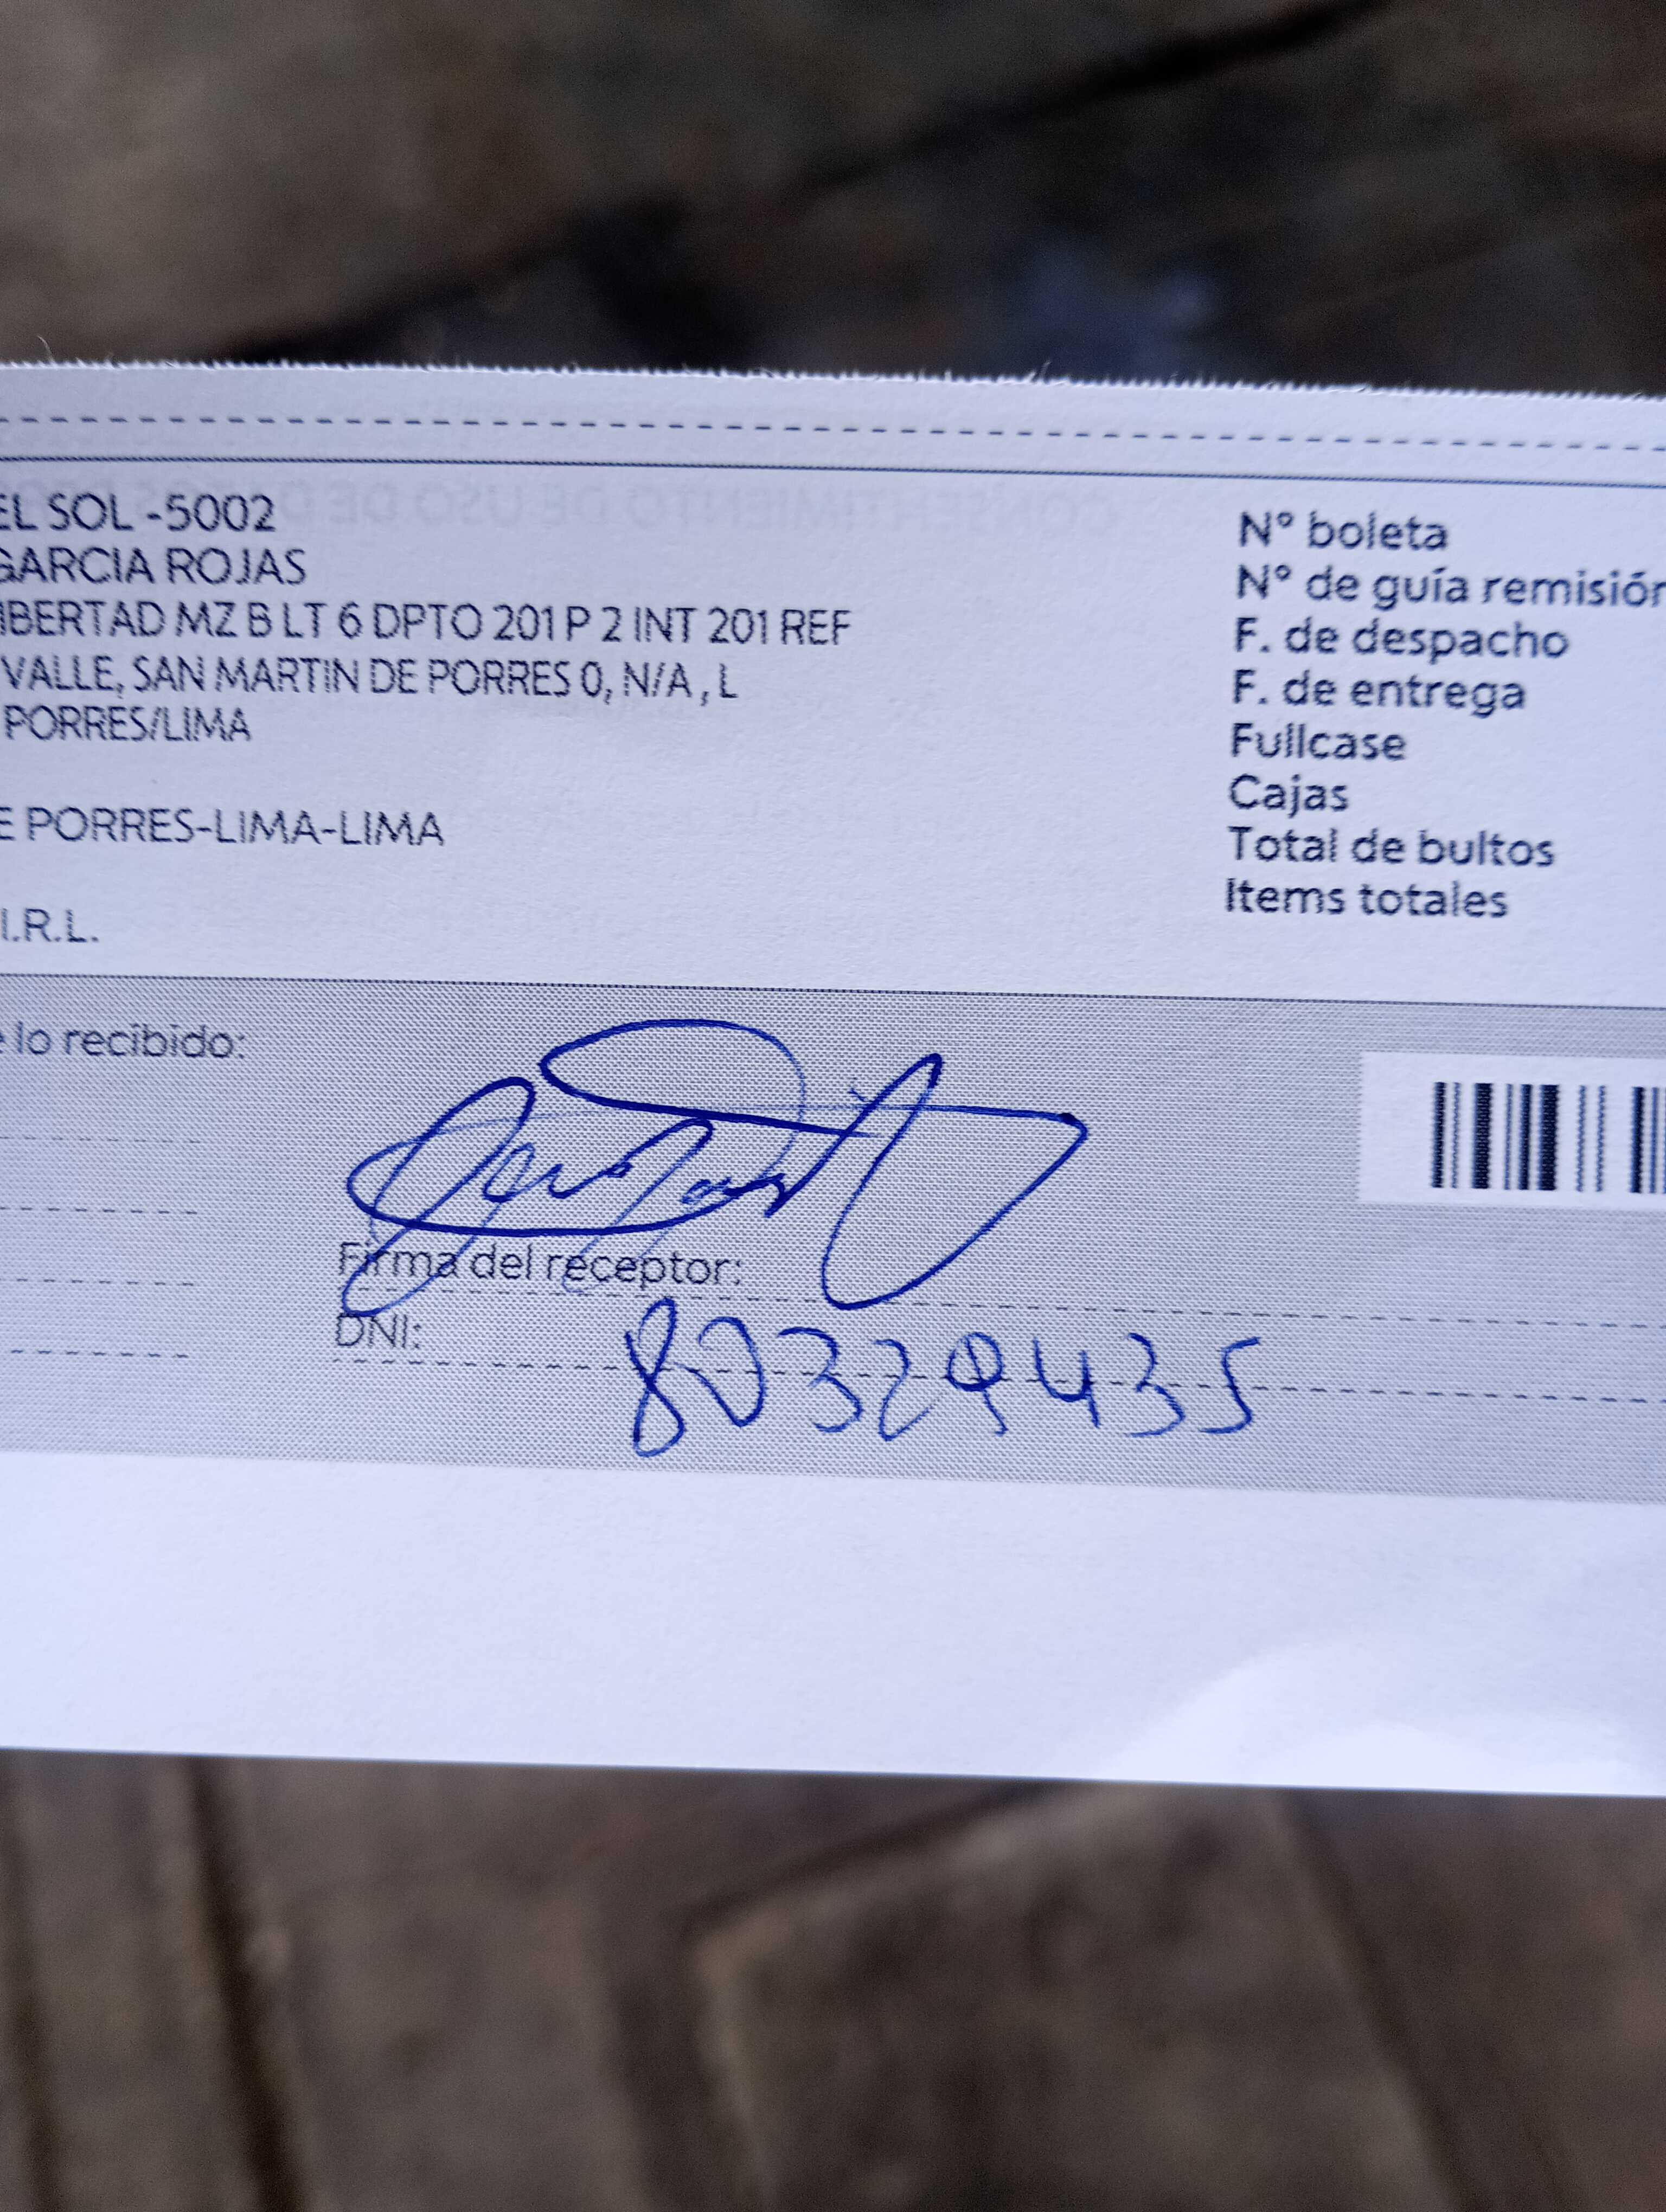 EL SOL -5002
GARCIA ROJAS
IBERTAD MZ B LT 6 DPTO 201 P 2 INT 201 REF
VALLE, SAN MARTIN DE PORRES 0, N/A , L
PORRES/LIMA
E PORRES-LIMA-LIMA
I.R.L.
N° boleta
N° de guía remisión
F. de despacho
F. de entrega
Fullcase
Cajas
Total de bultos
Items totales
e lo recibido:
Firma del receptor:
DNI: 80329435